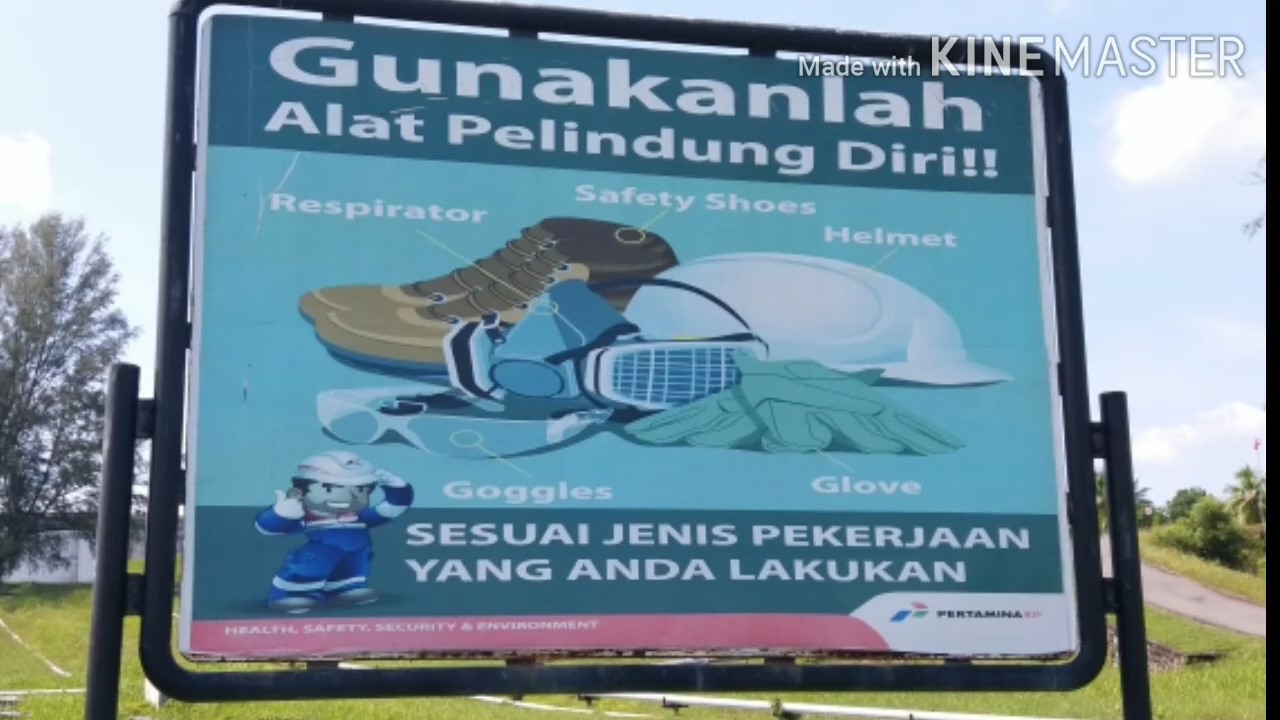 Made with KINEMASTER
Gunakanlah
Alat Pelindung Diri!!
Respirator
Safety Shoes
Helmet
Goggles
Glove
SESUAI JENIS PEKERJAAN
YANG ANDA LAKUKAN
HEALTH, SAFETY, SECURITY & ENVIRONMENT
PERTAMINA EP